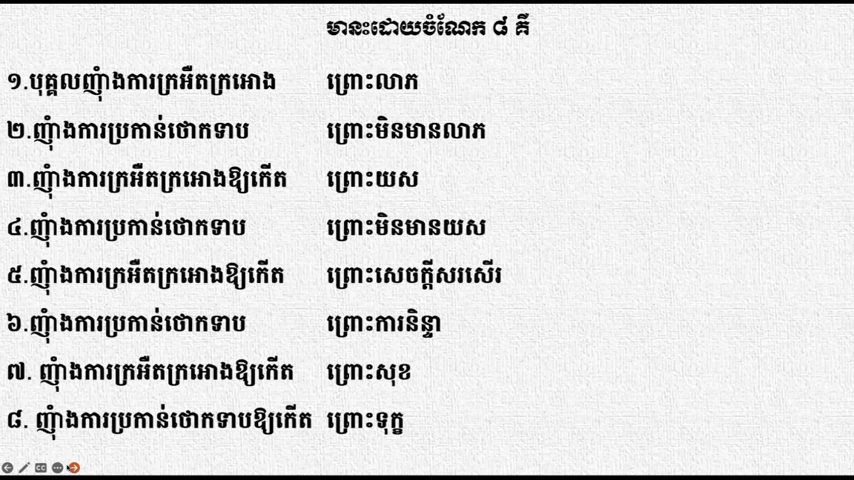 មានះដោយចំណែក ៨ គឺ
១.បុគ្គលញុំាងការក្រអឺតក្រអោង ព្រោះលាភ
២.ញុំាងការប្រកាន់ថោកទាប ព្រោះមិនមានលាភ
៣.ញុំាងការក្រអឺតក្រអោងឱ្យកើត ព្រោះយស
៤.ញុំាងការប្រកាន់ថោកទាប ព្រោះមិនមានយស
៥.ញុំាងការក្រអឺតក្រអោងឱ្យកើត ព្រោះសេចក្ដីសរសើរ
៦.ញុំាងការប្រកាន់ថោកទាប ព្រោះការនិន្ទា
៧. ញុំាងការក្រអឺតក្រអោងឱ្យកើត ព្រោះសុខ
៨. ញុំាងការប្រកាន់ថោកទាបឱ្យកើត ព្រោះទុក្ខ